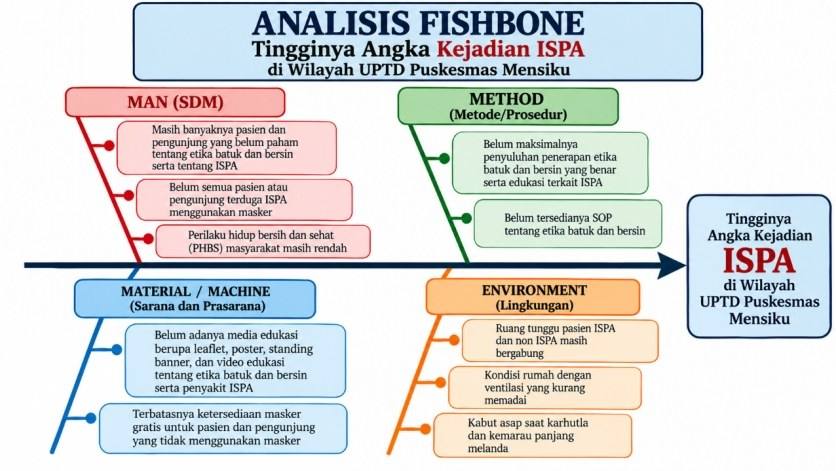 ANALISIS FISHBONE
Tingginya Angka Kejadian ISPA
di Wilayah UPTD Puskesmas Mensiku
MAN (SDM)
Masih banyaknya pasien dan
pengunjung yang belum paham
tentang etika batuk dan bersin
serta tentang ISPA
Belum semua pasien atau
pengunjung terduga ISPA
menggunakan masker
Perilaku hidup bersih dan sehat
(PHBS) masyarakat masih rendah
METHOD
(Metode/Prosedur)
Belum maksimalnya
penyuluhan penerapan etika
batuk dan bersin yang benar
serta edukasi terkait ISPA
Belum tersedianya SOP
tentang etika batuk dan bersin
MATERIAL / MACHINE
(Sarana dan Prasarana)
Belum adanya media edukasi
berupa leaflet, poster, standing
banner, dan video edukasi
tentang etika batuk dan bersin
serta penyakit ISPA
Terbatasnya ketersediaan masker
gratis untuk pasien dan pengunjung
yang tidak menggunakan masker
ENVIRONMENT
(Lingkungan)
Ruang tunggu pasien ISPA
dan non ISPA masih
bergabung
Kondisi rumah dengan
ventilasi yang kurang
memadai
Kabut asap saat karhutla
dan kemarau panjang
melanda
Tingginya
Angka Kejadian
ISPA
di Wilayah
UPTD Puskesmas
Mensiku